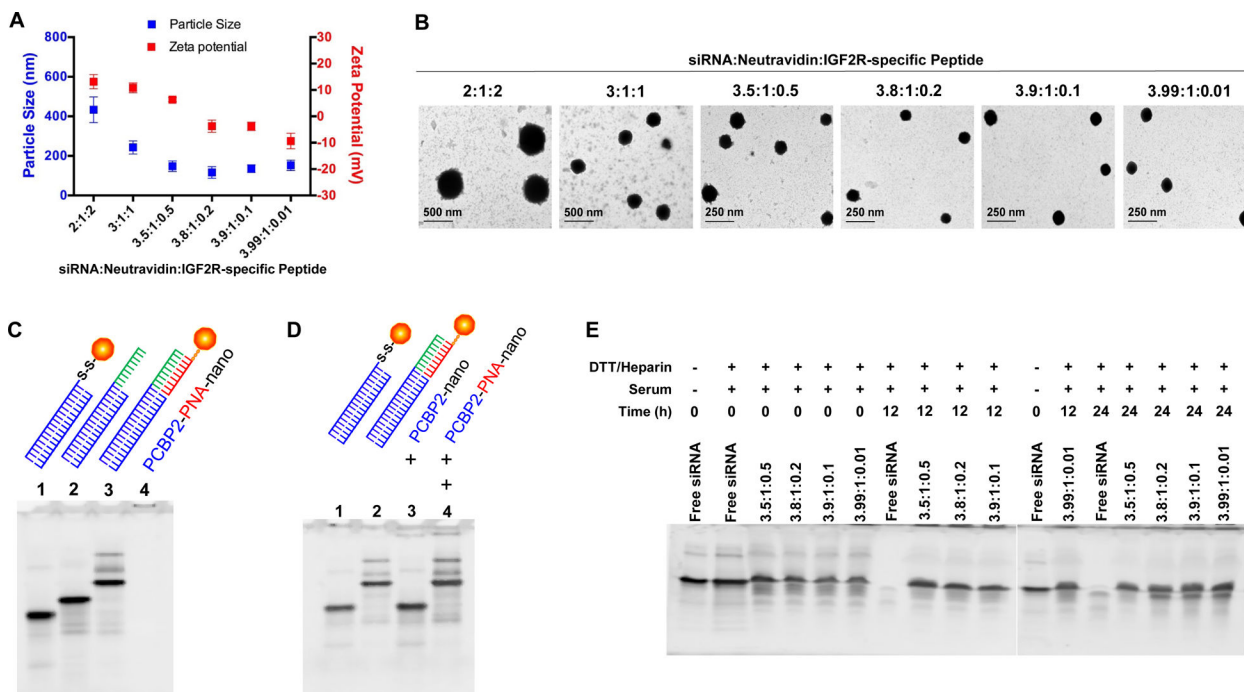 A
Particle Size
Zeta potential
Particle Size (nm)
800
600
400
200
0
Zeta Potential (mV)
30
20
10
0
-10
-20
-30
2:1:2
3:1:1
3.5:1:0.5
3.8:1:0.2
3.9:1:0.1
3.99:1:0.01
siRNA:Neutravidin:IGF2R-specific Peptide
B
siRNA:Neutravidin:IGF2R-specific Peptide
2:1:2 3:1:1 3.5:1:0.5 3.8:1:0.2 3.9:1:0.1 3.99:1:0.01
500 nm 500 nm 250 nm 250 nm 250 nm 250 nm
C
s-s-
PCBP2-PNA-nano
1 2 3 4
D
s-s-
PCBP2-nano
PCBP2-PNA-nano
+ +
+
1 2 3 4
E
DTT/Heparin - + + + + + + + + + - + + + + + +
Serum - + + + + + + + + + - + + + + + +
Time (h) 0 0 0 0 0 0 12 12 12 12 0 12 24 24 24 24 24
Free siRNA
Free siRNA
3.5:1:0.5
3.8:1:0.2
3.9:1:0.1
3.99:1:0.01
Free siRNA
3.5:1:0.5
3.8:1:0.2
3.9:1:0.1
Free siRNA
3.99:1:0.01
Free siRNA
3.5:1:0.5
3.8:1:0.2
3.9:1:0.1
3.99:1:0.01